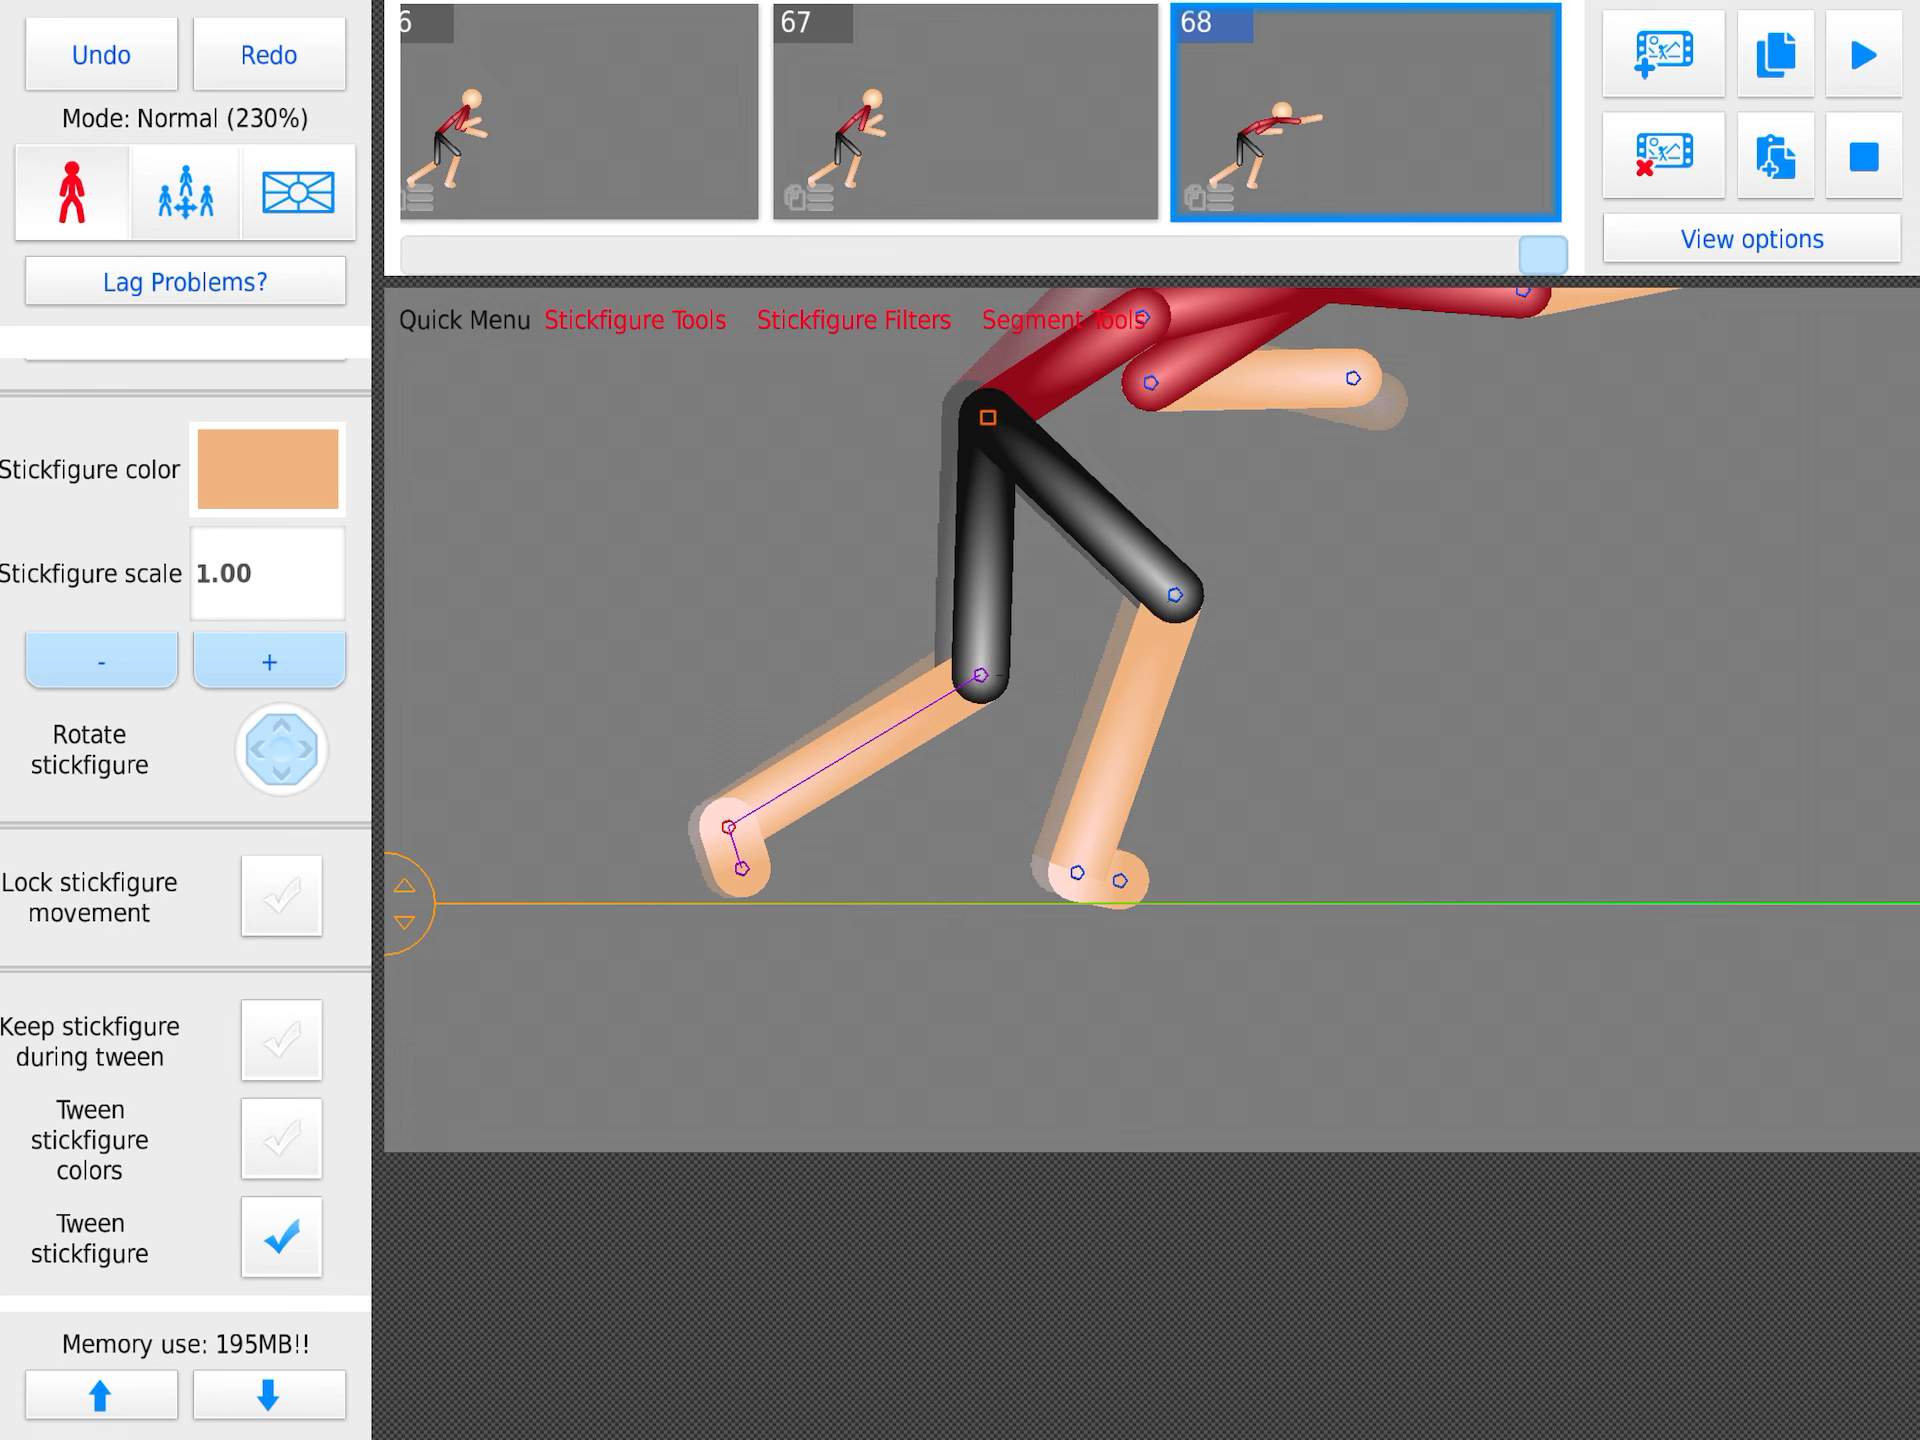 Undo Redo
Mode: Normal (230%)
Lag Problems?
6 67 68
View options
Quick Menu Stickfigure Tools Stickfigure Filters Segment Tools
Stickfigure color
Stickfigure scale 1.00
- +
Rotate
stickfigure
Lock stickfigure
movement
Keep stickfigure
during tween
Tween
stickfigure
colors
Tween
stickfigure
Memory use: 195MB!!